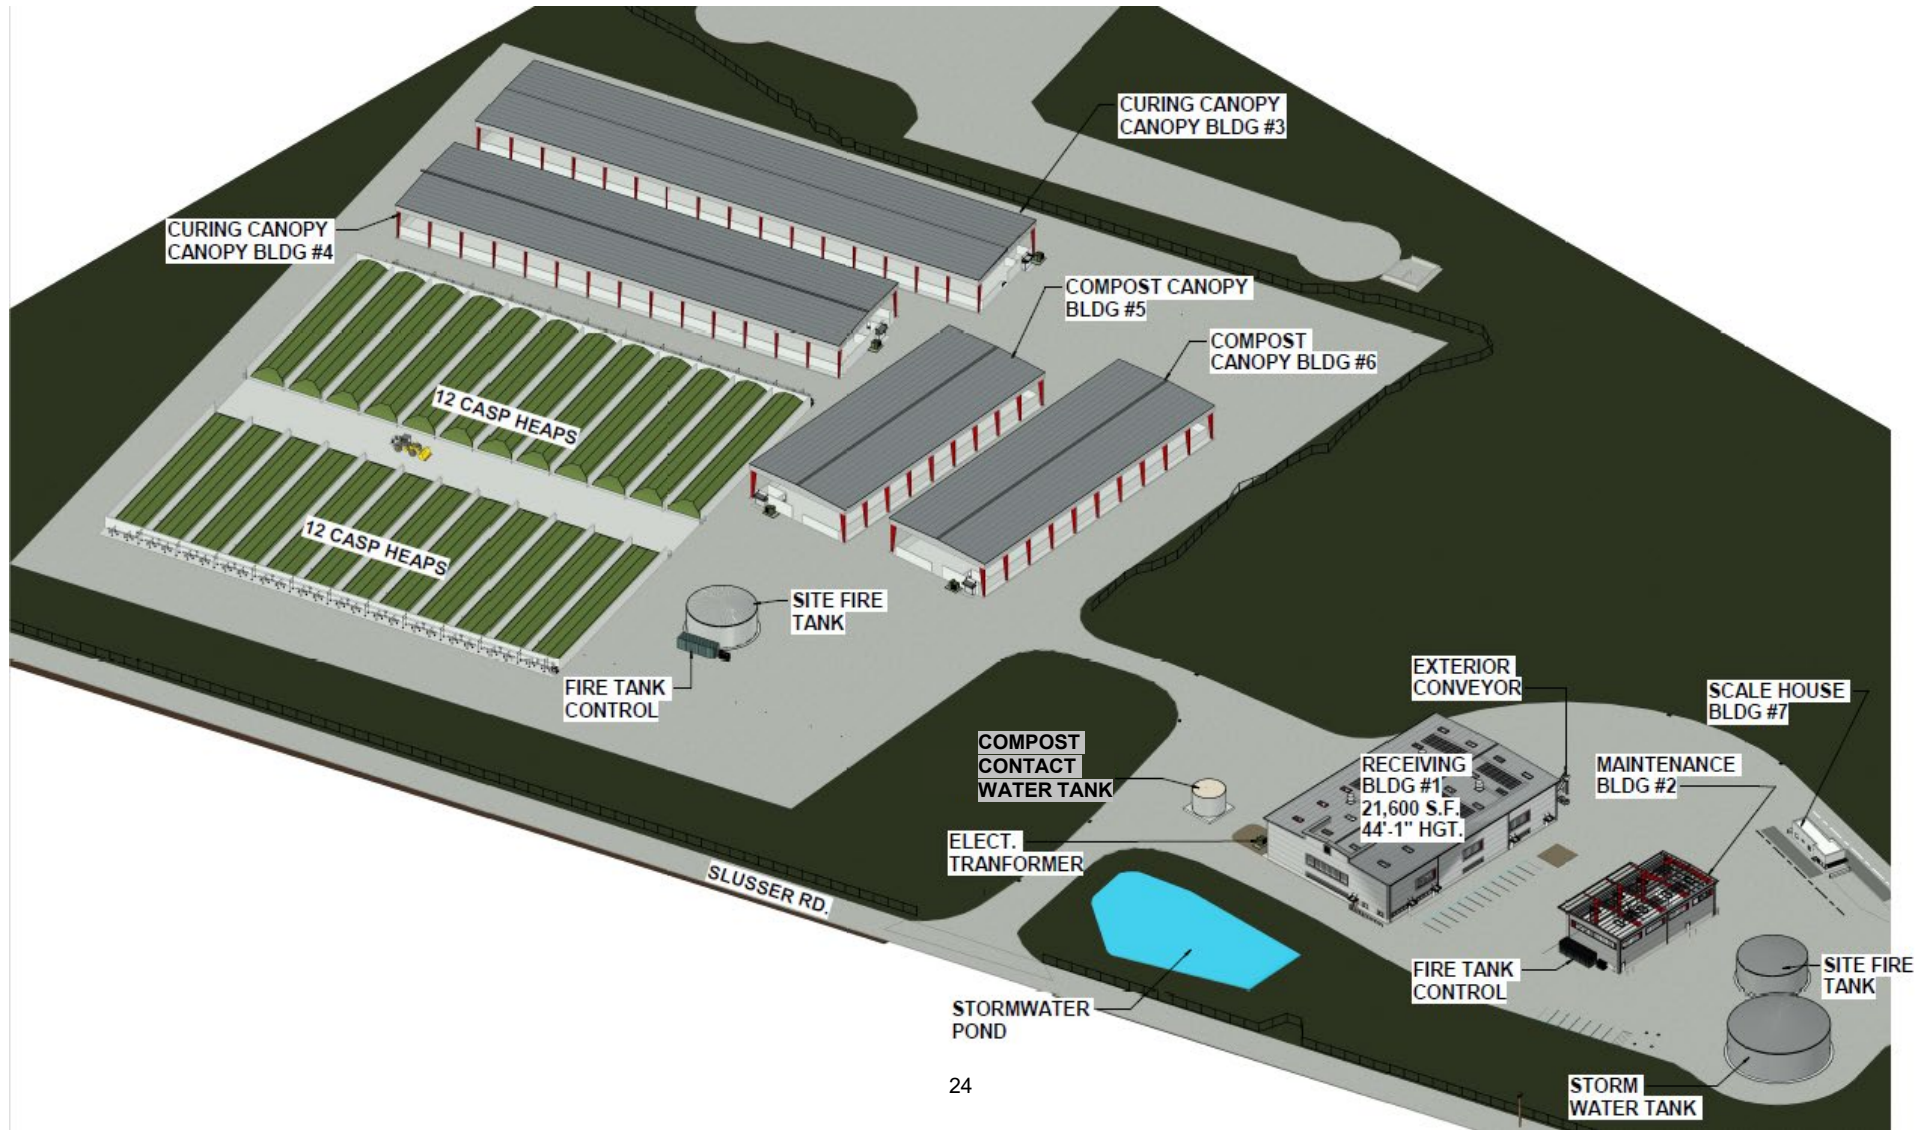 CURING CANOPY
CANOPY BLDG #3
CURING CANOPY
CANOPY BLDG #4
COMPOST CANOPY
BLDG #5
COMPOST
CANOPY BLDG #6
12 CASP HEAPS
12 CASP HEAPS
SITE FIRE
TANK
FIRE TANK
CONTROL
EXTERIOR
CONVEYOR
SCALE HOUSE
BLDG #7
COMPOST
CONTACT
WATER TANK
RECEIVING
BLDG #1
21,600 S.F.
44'-1" HGT.
MAINTENANCE
BLDG #2
ELECT.
TRANFORMER
SLUSSER RD.
FIRE TANK
CONTROL
SITE FIRE
TANK
STORMWATER
POND
STORM
WATER TANK
24